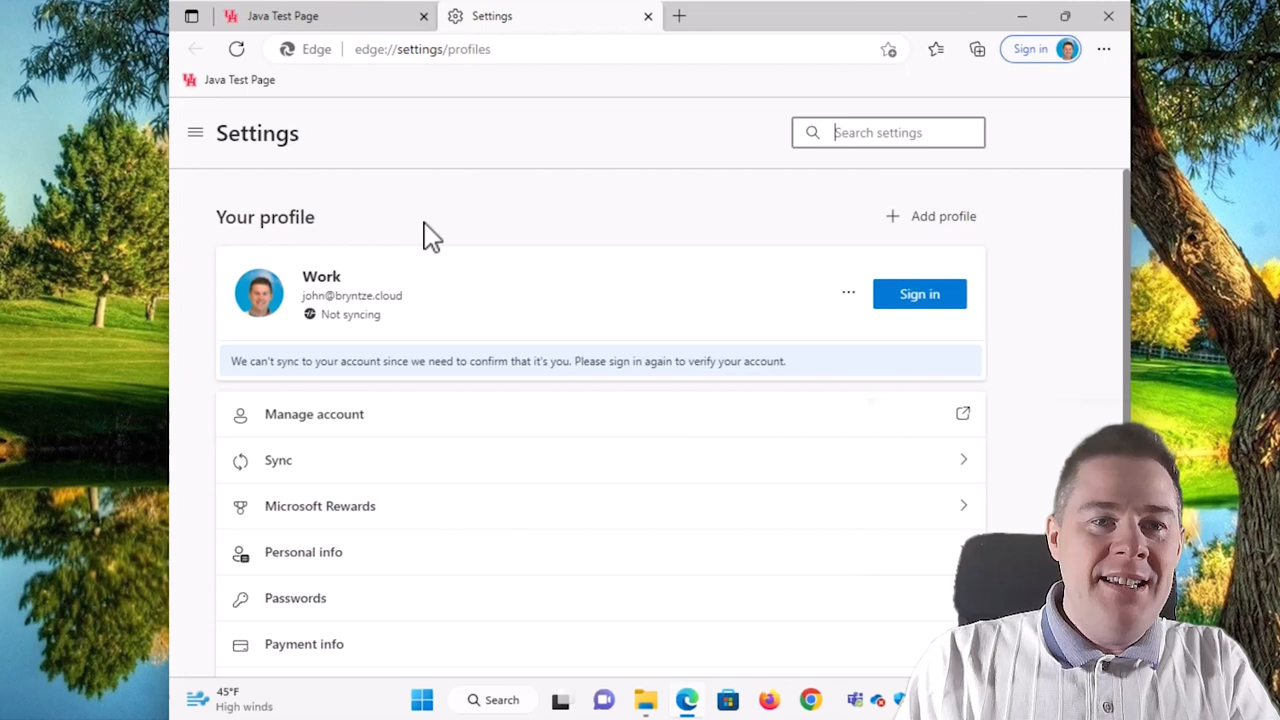 Java Test Page
Settings
Edge
edge://settings/profiles
Sign in
Java Test Page
Settings
Search settings
Your profile
Add profile
Work
john@bryntze.cloud
Not syncing
Sign in
We can't sync to your account since we need to confirm that it's you. Please sign in again to verify your account.
Manage account
Sync
Microsoft Rewards
Personal info
Passwords
Payment info
45°F
High winds
Search